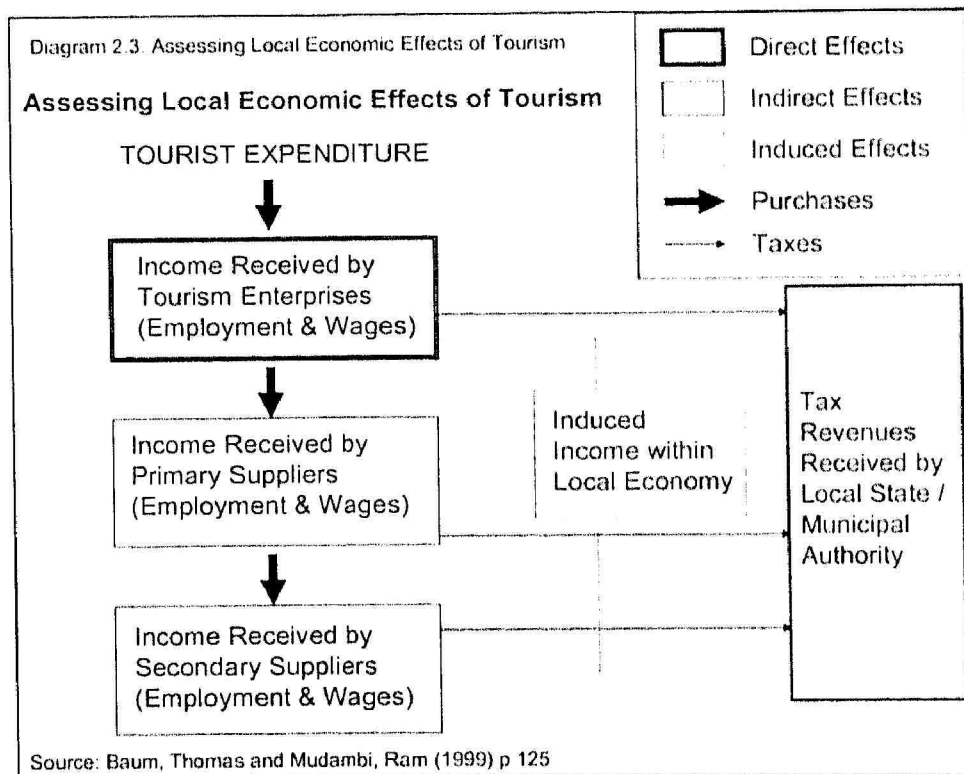 Diagram 2.3. Assessing Local Economic Effects of Tourism
Assessing Local Economic Effects of Tourism
TOURIST EXPENDITURE
Direct Effects
Indirect Effects
Induced Effects
Purchases
Taxes
Income Received by
Tourism Enterprises
(Employment & Wages)
Income Received by
Primary Suppliers
(Employment & Wages)
Income Received by
Secondary Suppliers
(Employment & Wages)
Induced
Income within
Local Economy
Tax
Revenues
Received by
Local State /
Municipal
Authority
Source: Baum, Thomas and Mudambi, Ram (1999) p 125